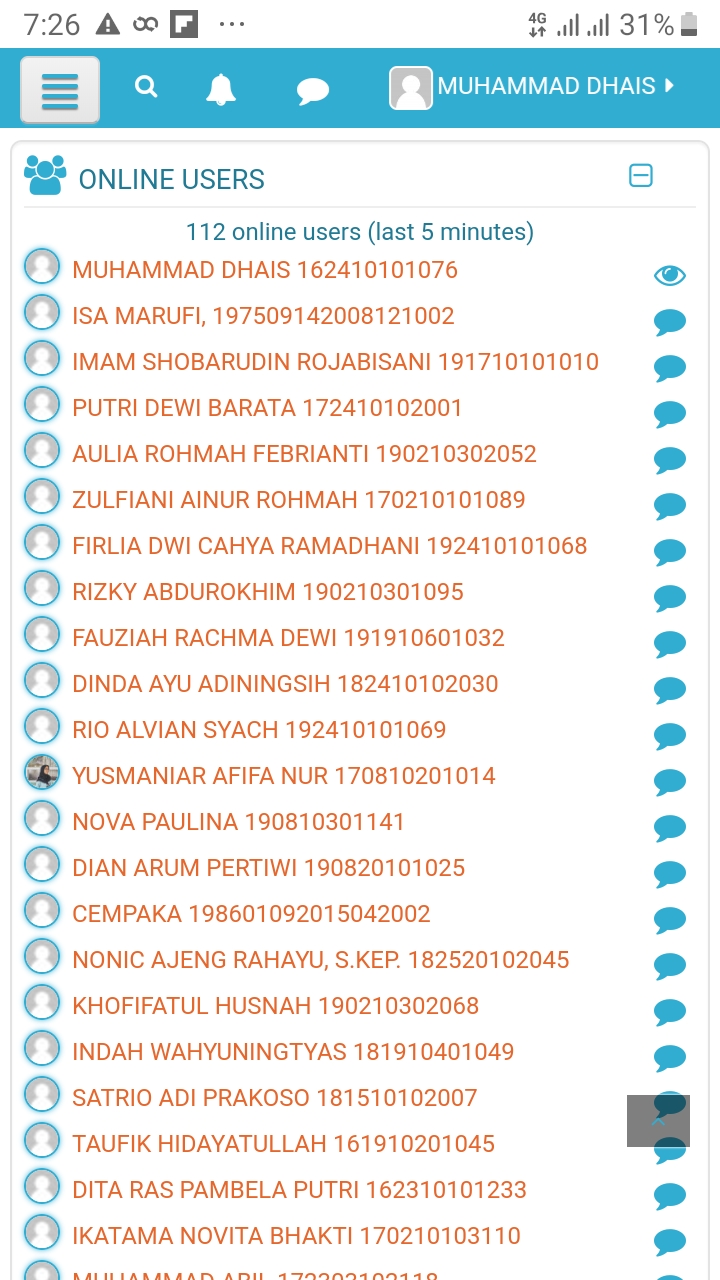 7:26 4G 31%
MUHAMMAD DHAIS
ONLINE USERS
112 online users (last 5 minutes)
MUHAMMAD DHAIS 162410101076
ISA MARUFI, 197509142008121002
IMAM SHOBARUDIN ROJABISANI 191710101010
PUTRI DEWI BARATA 172410102001
AULIA ROHMAH FEBRIANTI 190210302052
ZULFIANI AINUR ROHMAH 170210101089
FIRLIA DWI CAHYA RAMADHANI 192410101068
RIZKY ABDUROKHIM 190210301095
FAUZIAH RACHMA DEWI 191910601032
DINDA AYU ADININGSIH 182410102030
RIO ALVIAN SYACH 192410101069
YUSMANIAR AFIFA NUR 170810201014
NOVA PAULINA 190810301141
DIAN ARUM PERTIWI 190820101025
CEMPAKA 198601092015042002
NONIC AJENG RAHAYU, S.KEP. 182520102045
KHOFIFATUL HUSNAH 190210302068
INDAH WAHYUNINGTYAS 181910401049
SATRIO ADI PRAKOSO 181510102007
TAUFIK HIDAYATULLAH 161910201045
DITA RAS PAMBELA PUTRI 162310101233
IKATAMA NOVITA BHAKTI 170210103110
MUHAMMAD